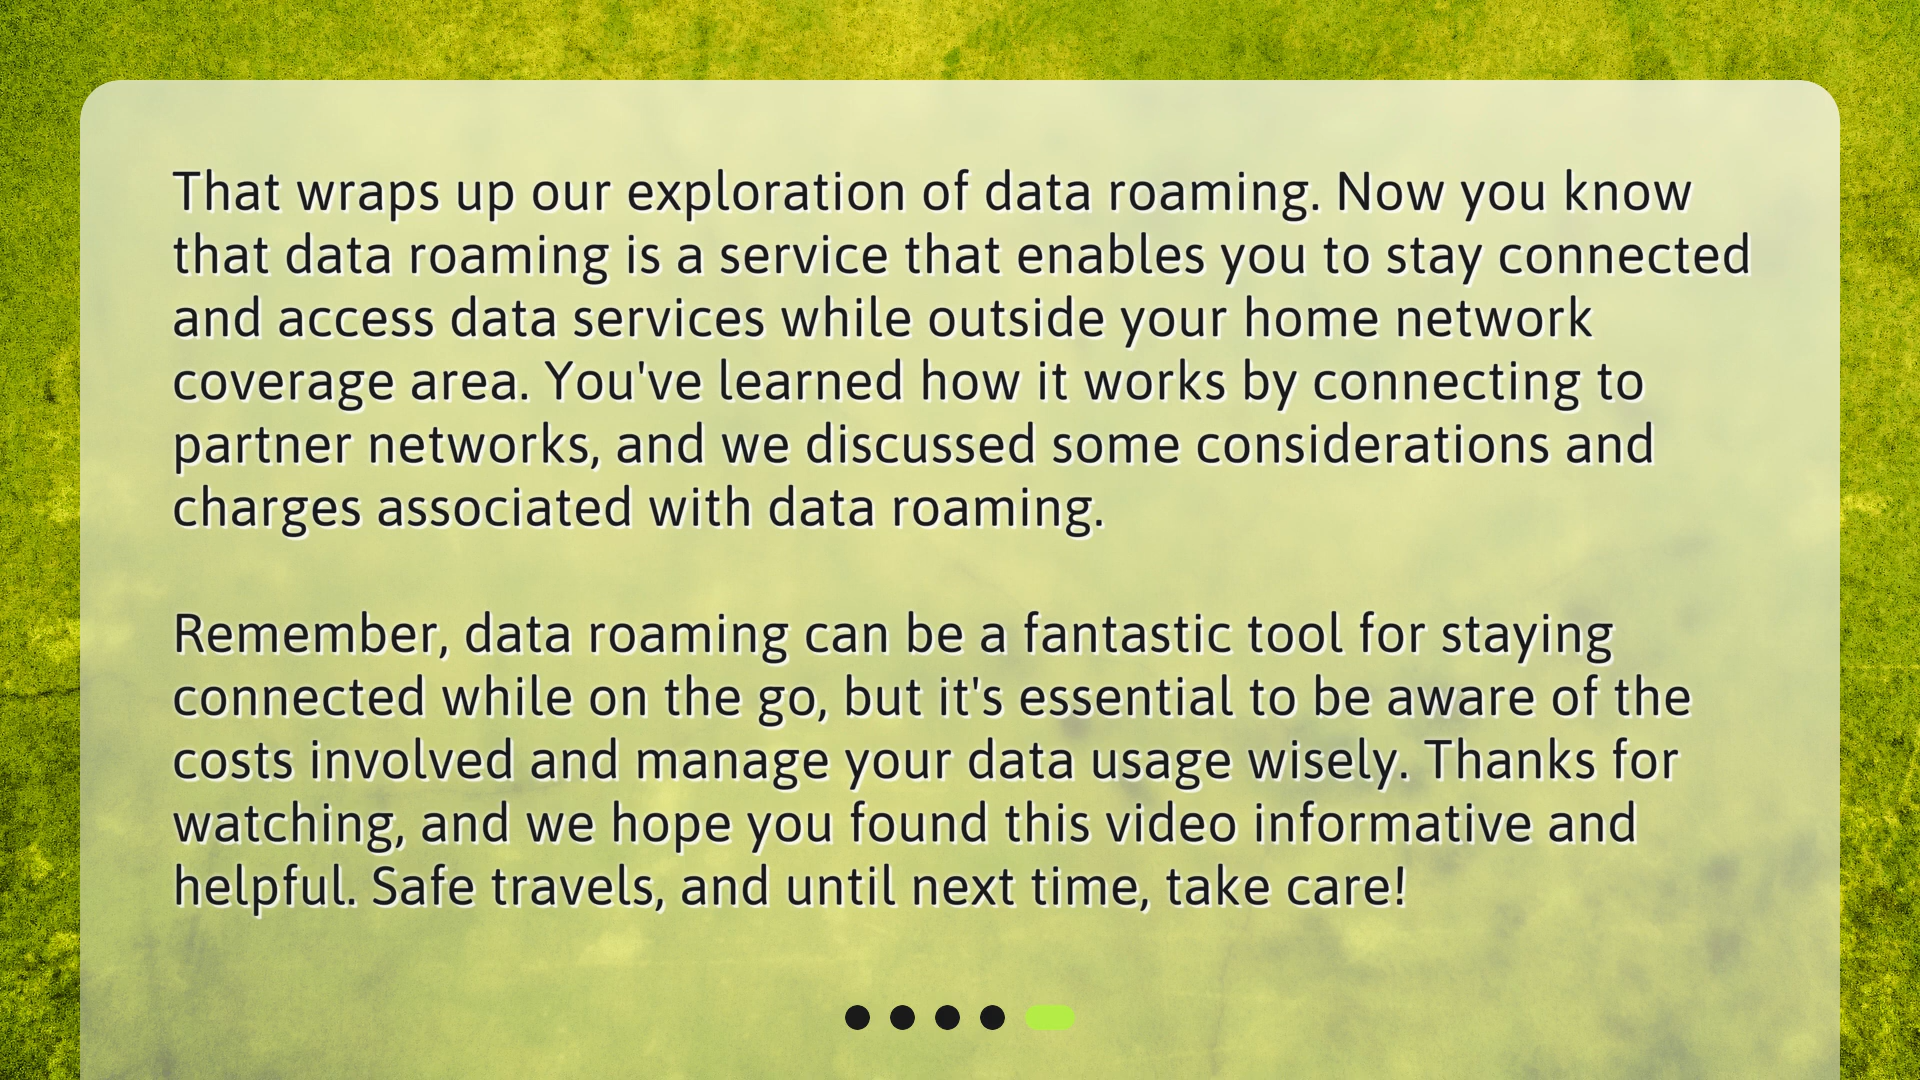 That wraps up our exploration of data roaming. Now you know
that data roaming is a service that enables you to stay connected
and access data services while outside your home network
coverage area. You've learned how it works by connecting to
partner networks, and we discussed some considerations and
charges associated with data roaming.
Remember, data roaming can be a fantastic tool for staying
connected while on the go, but it's essential to be aware of the
costs involved and manage your data usage wisely. Thanks for
watching, and we hope you found this video informative and
helpful. Safe travels, and until next time, take care!